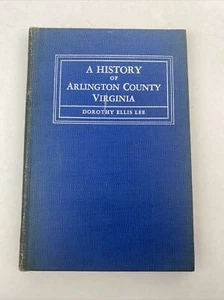 A HISTORY
OF
ARLINGTON COUNTY
VIRGINIA
DOROTHY ELLIS LEE